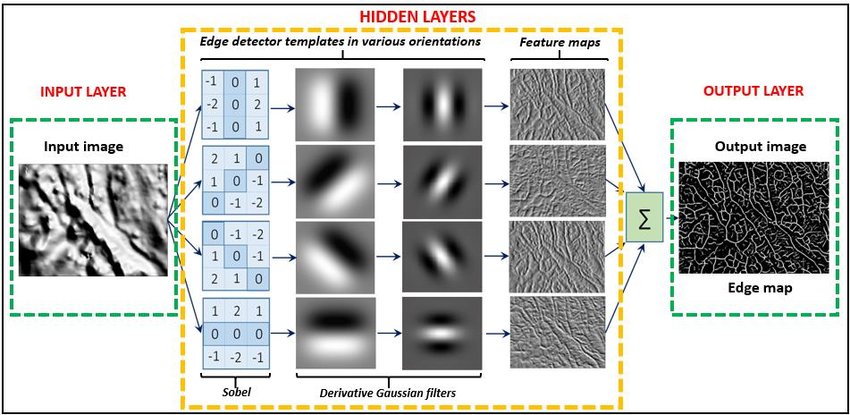 HIDDEN LAYERS
Edge detector templates in various orientations
Feature maps
INPUT LAYER
Input image
-1 0 1
-2 0 2
-1 0 1
2 1 0
1 0 -1
0 -1 -2
0 -1 -2
1 0 -1
2 1 0
1 2 1
0 0 0
-1 -2 -1
Sobel
Derivative Gaussian filters
∑
OUTPUT LAYER
Output image
Edge map